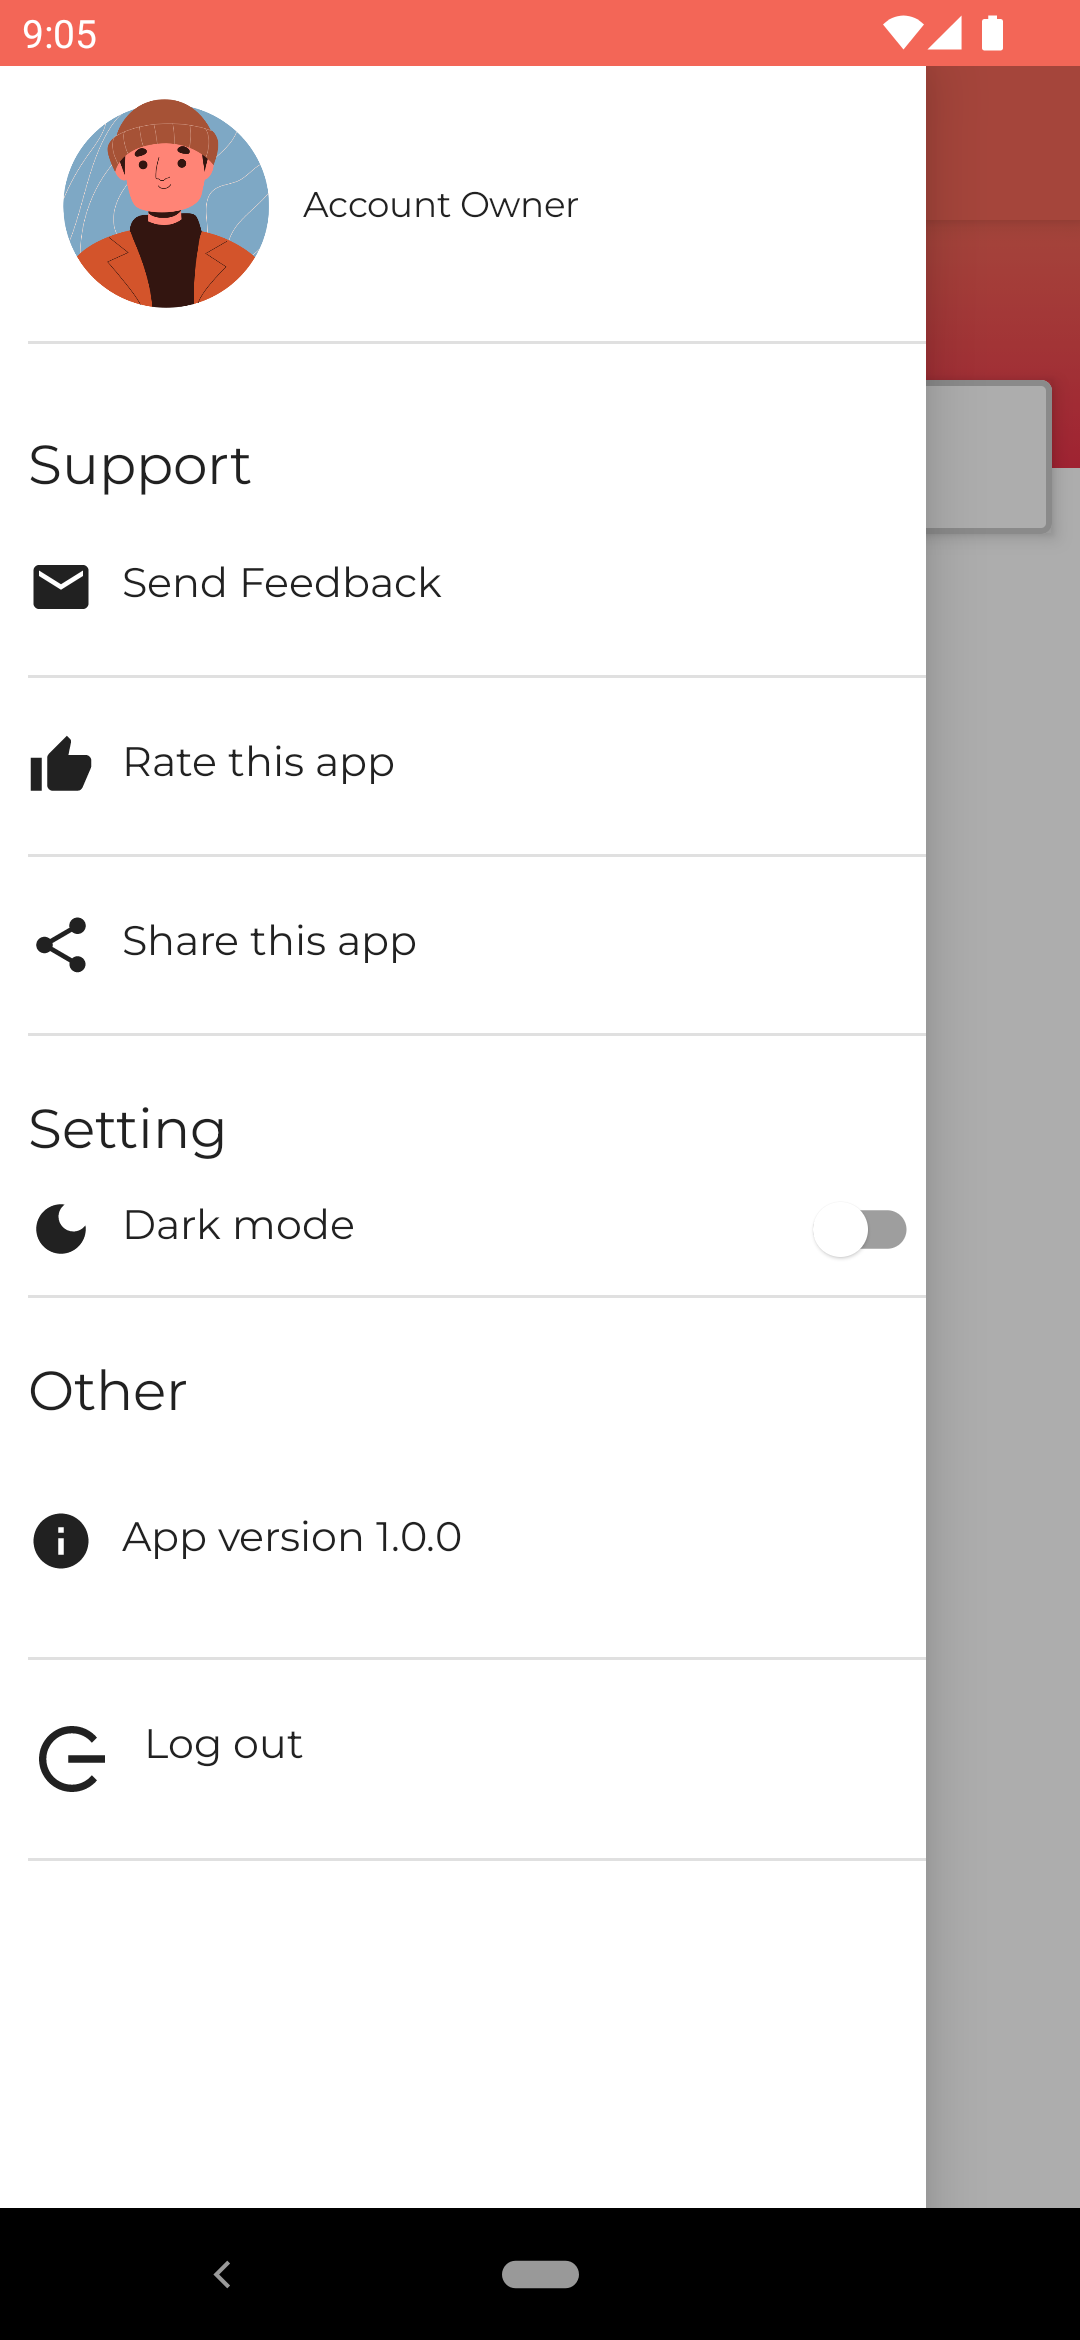 9:05
Account Owner
Support
Send Feedback
Rate this app
Share this app
Setting
Dark mode
Other
App version 1.0.0
Log out